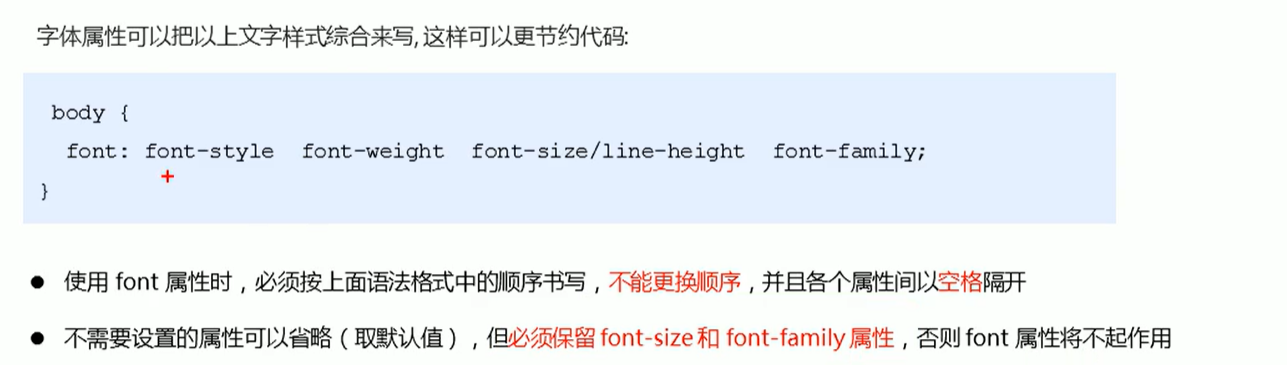 字体属性可以把以上文字样式综合来写, 这样可以更节约代码:
body {
font: font-style font-weight font-size/line-height font-family;
}
● 使用 font 属性时，必须按上面语法格式中的顺序书写，不能更换顺序，并且各个属性间以空格隔开
● 不需要设置的属性可以省略（取默认值），但必须保留 font-size 和 font-family 属性，否则 font 属性将不起作用